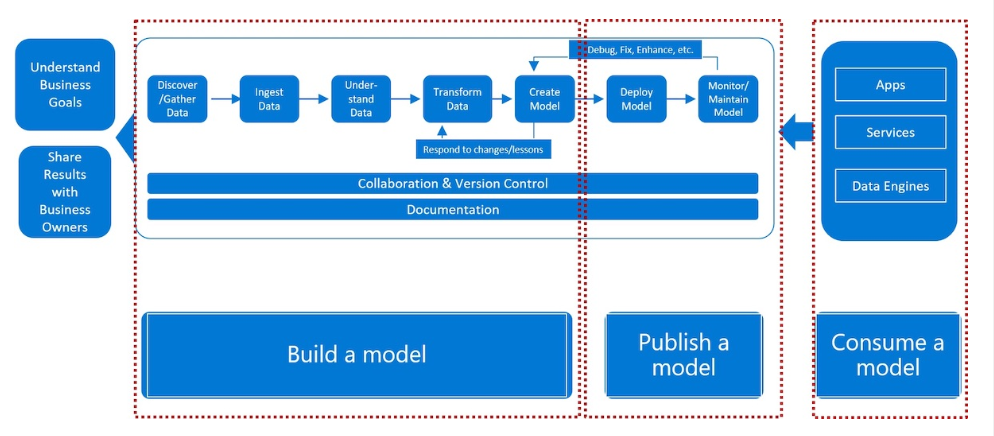 Understand
Business
Goals
Share
Results
with
Business
Owners
Debug, Fix, Enhance, etc.
Discover
/Gather
Data
Ingest
Data
Under-
stand
Data
Transform
Data
Create
Model
Deploy
Model
Monitor/
Maintain
Model
Respond to changes/lessons
Collaboration & Version Control
Documentation
Apps
Services
Data Engines
Build a model
Publish a
model
Consume a
model